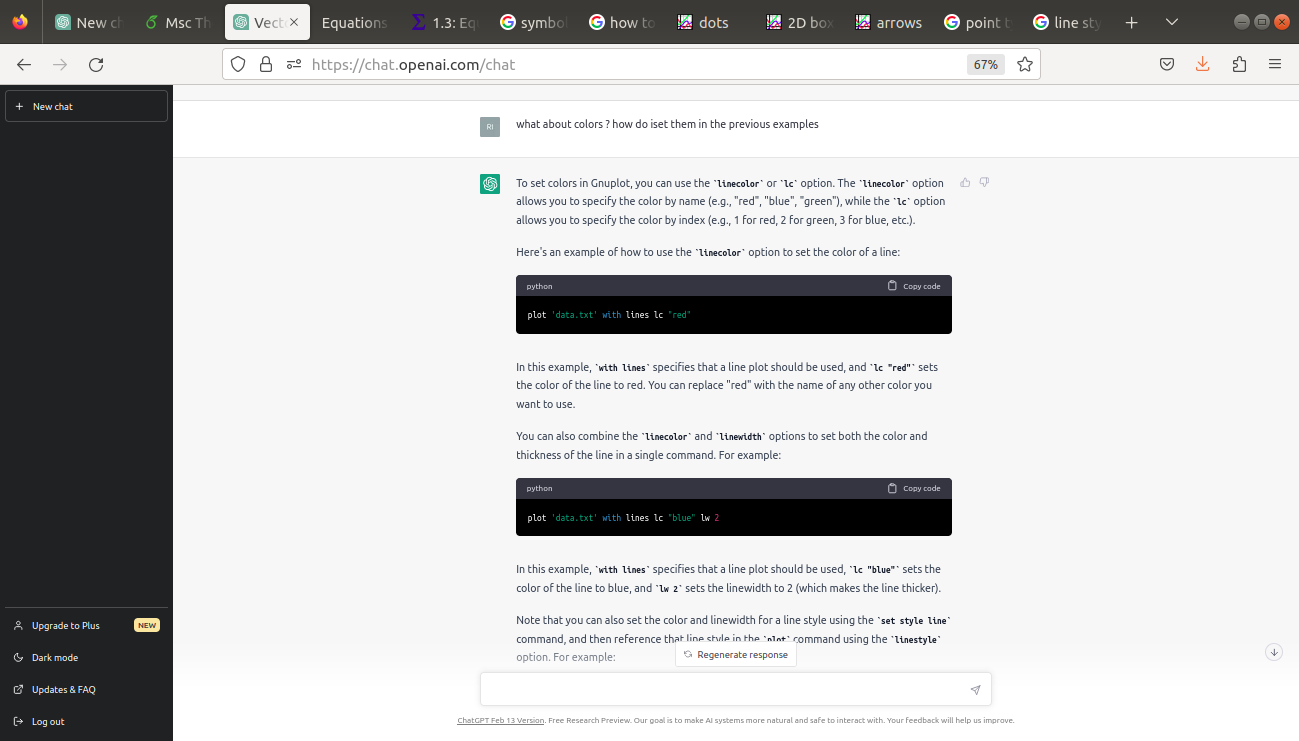 New ch
Msc Th
Vect
Equations
1.3: Eq
symbol
how to
dots
2D box
arrows
point ty
line sty
https://chat.openai.com/chat
67%
New chat
RI
what about colors ? how do iset them in the previous examples
To set colors in Gnuplot, you can use the `linecolor` or `lc` option. The `linecolor` option
allows you to specify the color by name (e.g., "red", "blue", "green"), while the `lc` option
allows you to specify the color by index (e.g., 1 for red, 2 for green, 3 for blue, etc.).
Here's an example of how to use the `linecolor` option to set the color of a line:
python
Copy code
plot 'data.txt' with lines lc "red"
In this example, `with lines` specifies that a line plot should be used, and `lc "red"` sets
the color of the line to red. You can replace "red" with the name of any other color you
want to use.
You can also combine the `linecolor` and `linewidth` options to set both the color and
thickness of the line in a single command. For example:
python
Copy code
plot 'data.txt' with lines lc "blue" lw 2
In this example, `with lines` specifies that a line plot should be used, `lc "blue"` sets the
color of the line to blue, and `lw 2` sets the linewidth to 2 (which makes the line thicker).
Note that you can also set the color and linewidth for a line style using the `set style line`
command, and then reference that line style in the `plot` command using the `linestyle`
option. For example:
Regenerate response
Upgrade to Plus
NEW
Dark mode
Updates & FAQ
Log out
ChatGPT Feb 13 Version. Free Research Preview. Our goal is to make AI systems more natural and safe to interact with. Your feedback will help us improve.